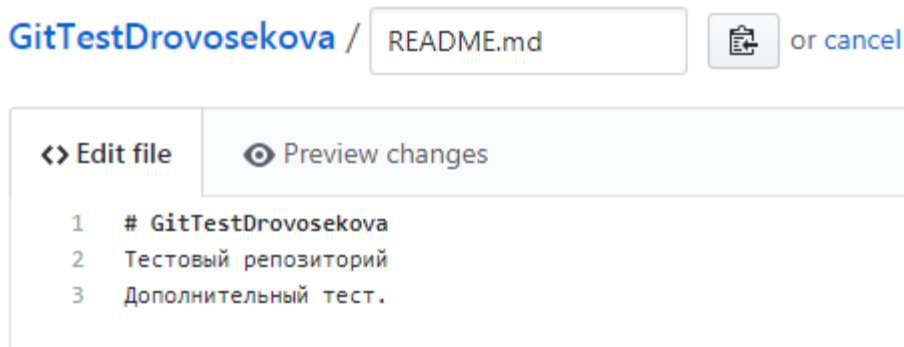 GitTestDrovosekova / README.md or cancel
<> Edit file Preview changes
1 # GitTestDrovosekova
2 Тестовый репозиторий
3 Дополнительный тест.